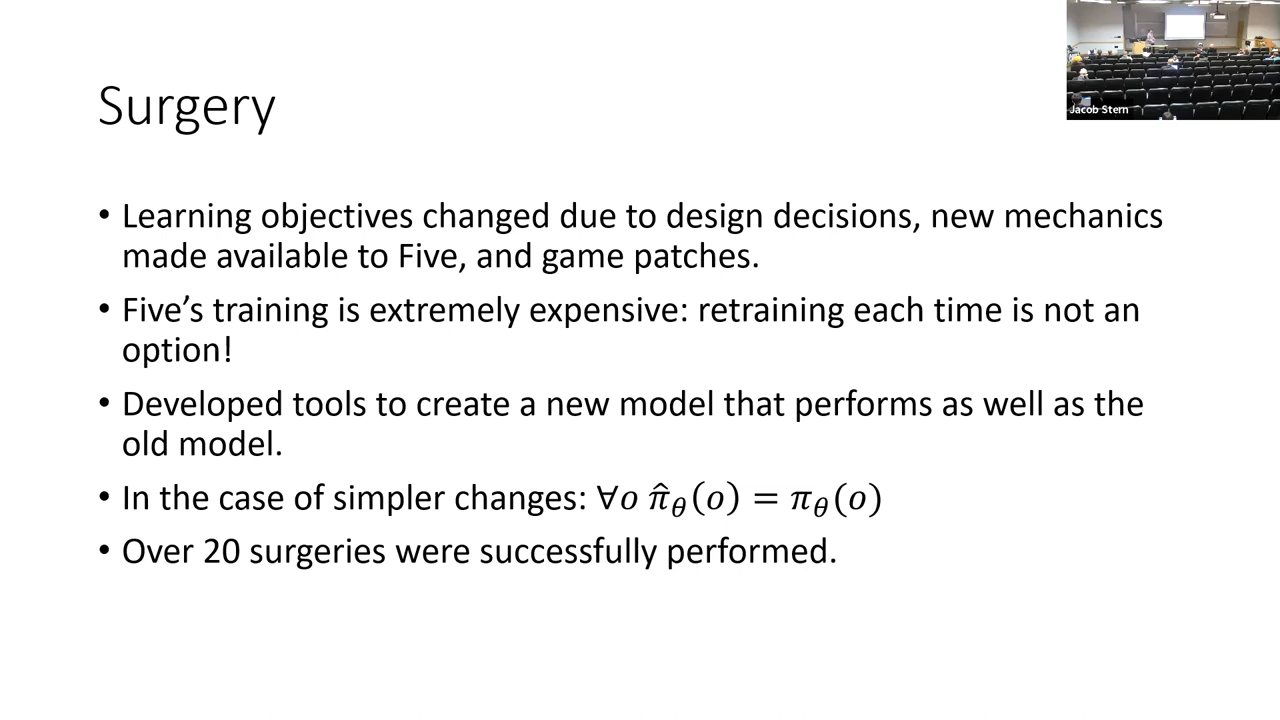 Jacob Stern
Surgery
• Learning objectives changed due to design decisions, new mechanics
made available to Five, and game patches.
• Five’s training is extremely expensive: retraining each time is not an
option!
• Developed tools to create a new model that performs as well as the
old model.
• In the case of simpler changes: ∀𝑜 𝜋̂_𝜃(𝑜) = 𝜋_𝜃(𝑜)
• Over 20 surgeries were successfully performed.